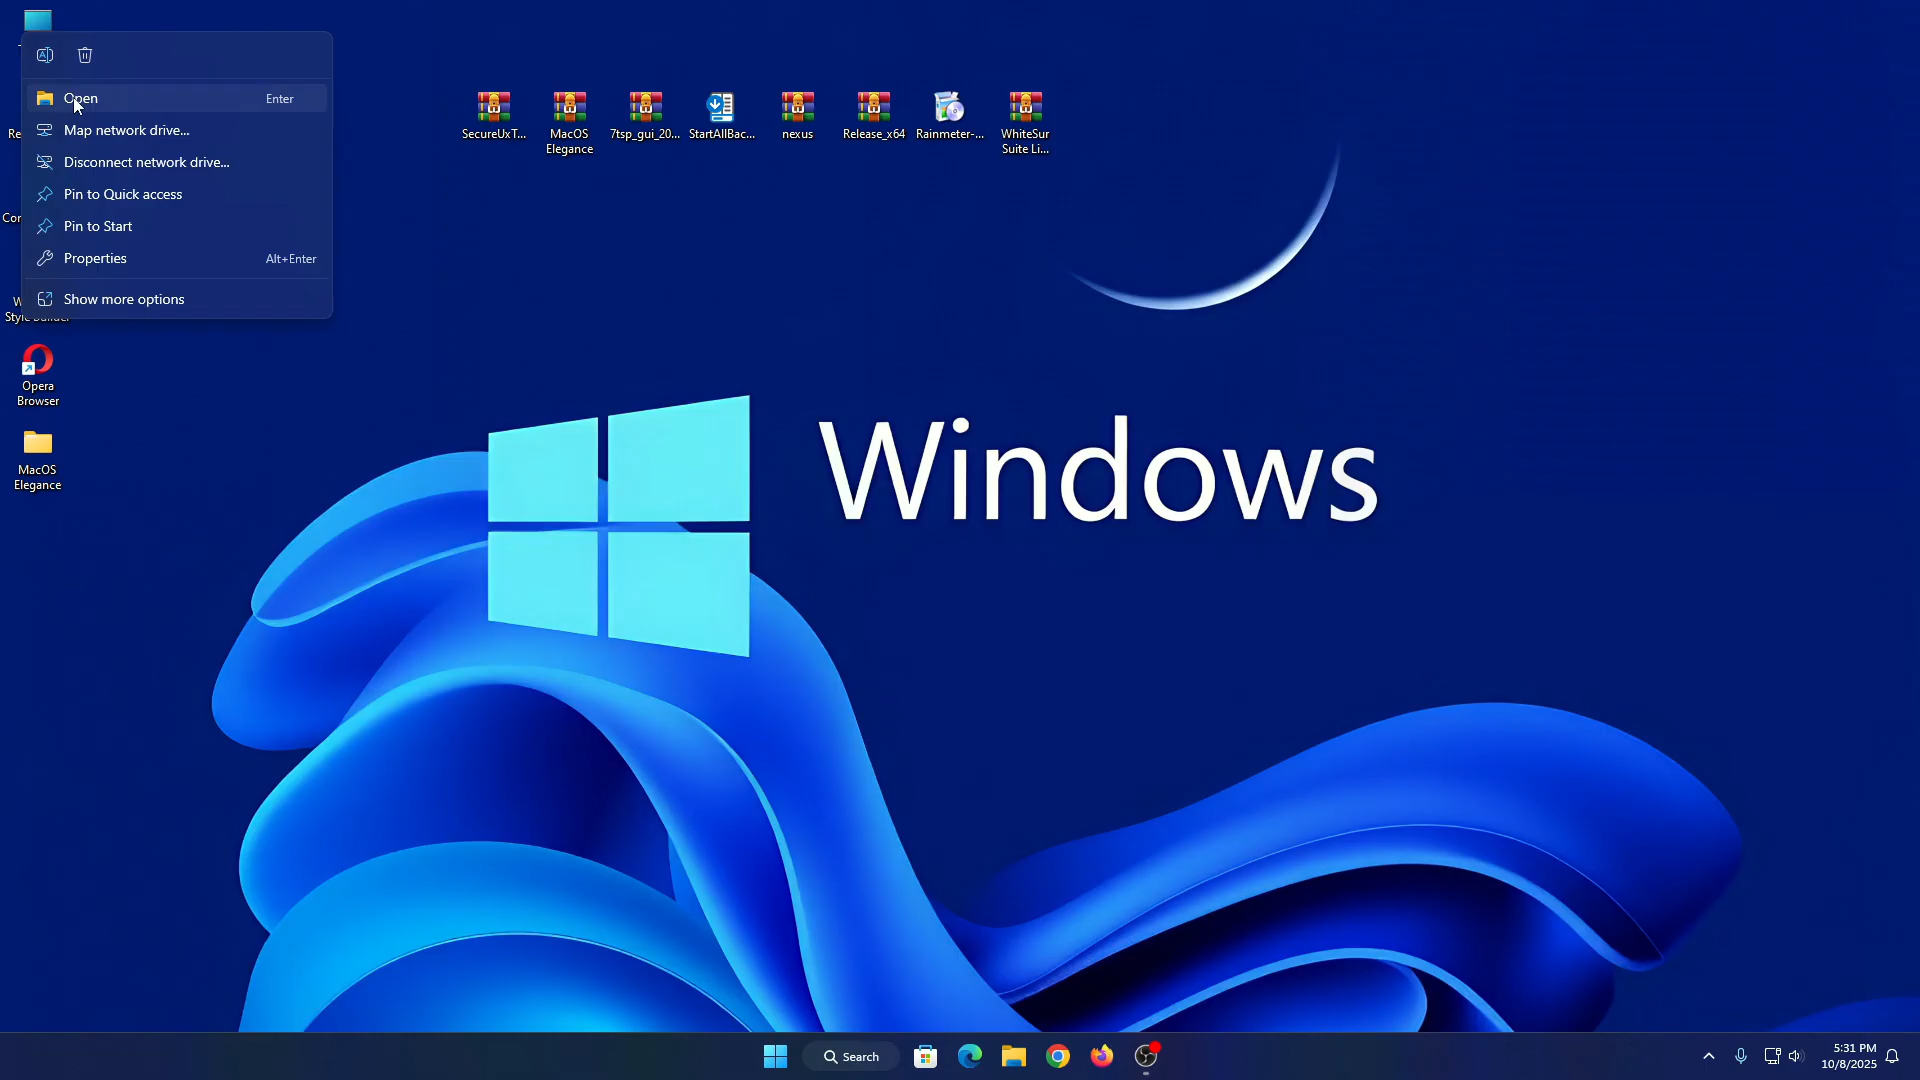 Open Enter
Map network drive...
Disconnect network drive...
Pin to Quick access
Pin to Start
Properties Alt+Enter
Show more options
Re
Cor
W
Style Builder
Opera
Browser
MacOS
Elegance
SecureUxT...
MacOS
Elegance
7tsp_gui_20...
StartAllBac...
nexus
Release_x64
Rainmeter-...
WhiteSur
Suite Li...
Windows
Search
5:31 PM
10/8/2025